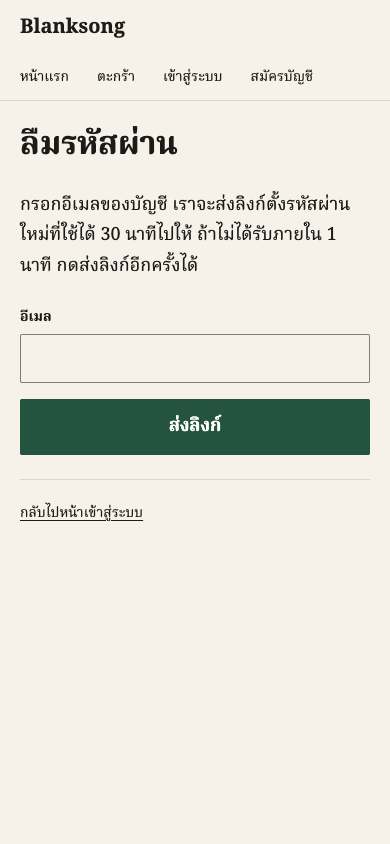 Blanksong
หน้าแรก ตะกร้า เข้าสู่ระบบ สมัครบัญชี
ลืมรหัสผ่าน
กรอกอีเมลของบัญชี เราจะส่งลิงก์ตั้งรหัสผ่าน
ใหม่ที่ใช้ได้ 30 นาทีไปให้ ถ้าไม่ได้รับภายใน 1
นาที กดส่งลิงก์อีกครั้งได้
อีเมล
ส่งลิงก์
กลับไปหน้าเข้าสู่ระบบ